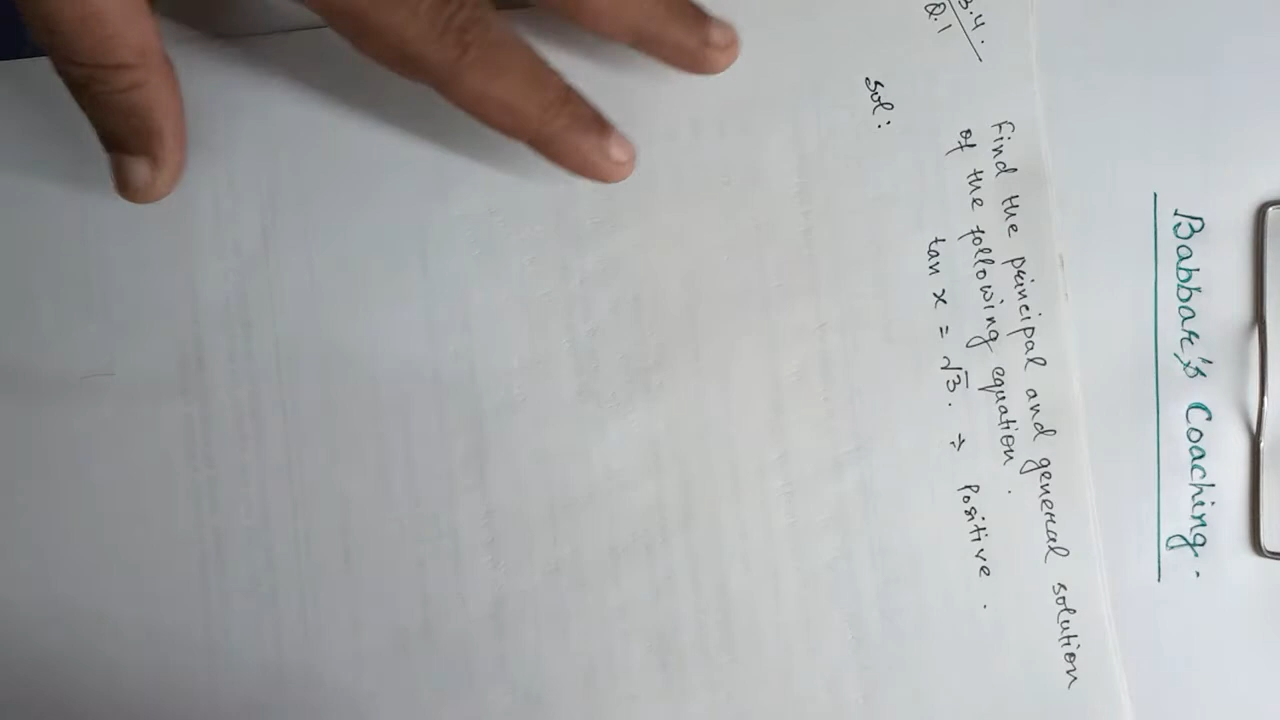 Babbar's Coaching.
3.4.
Q.1
Find the principal and general solution
of the following equation.
tan x = √3. ÷ Positive.
Sol: